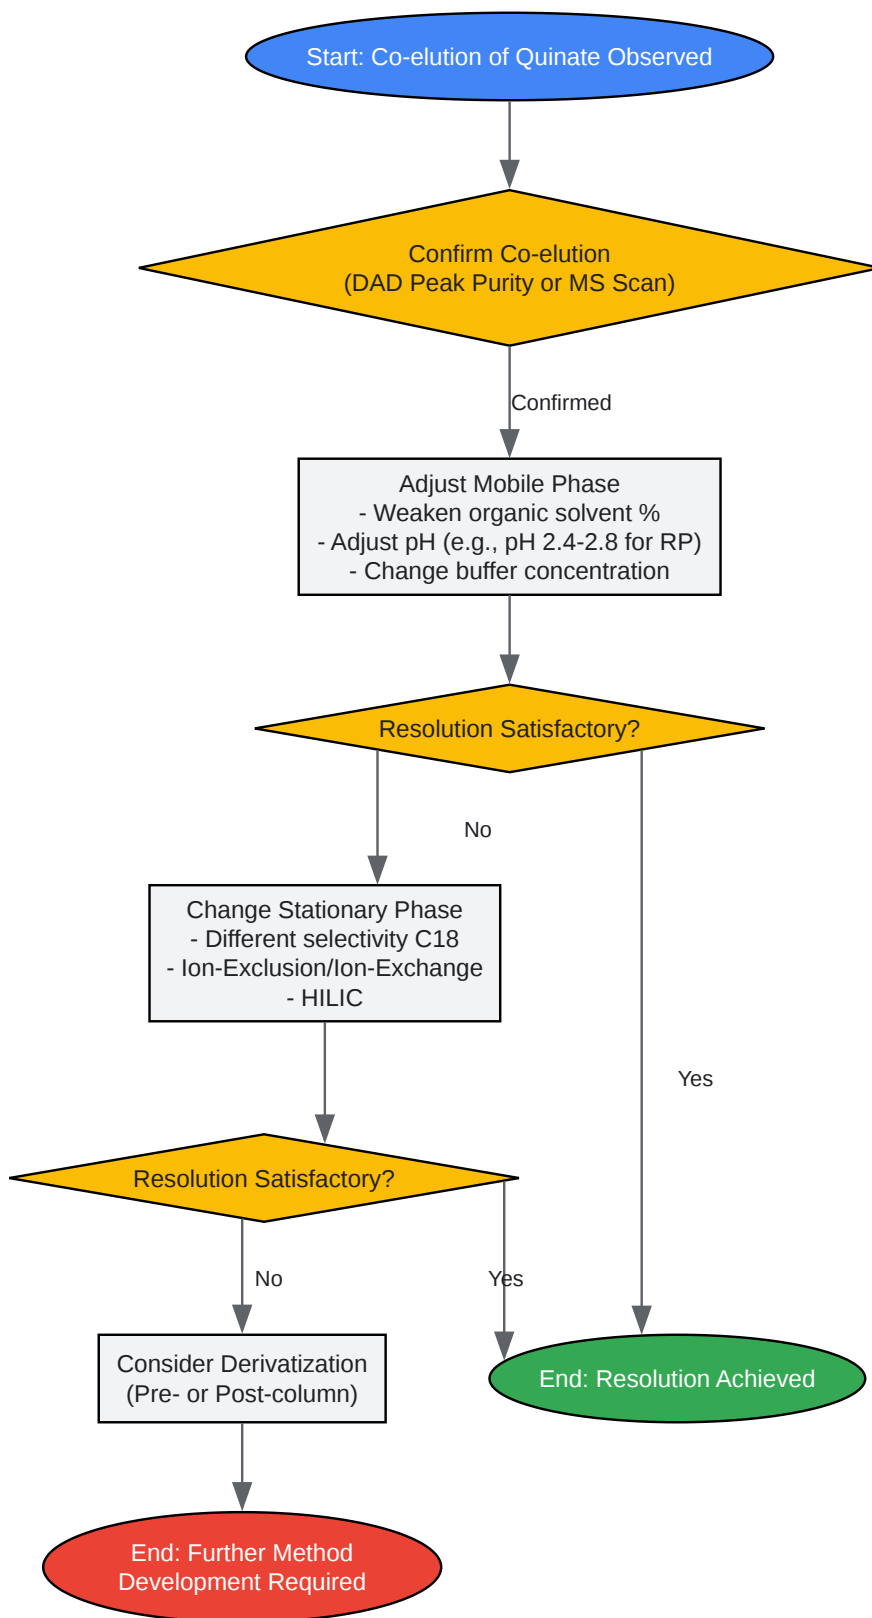 Start: Co-elution of Quinate Observed
Confirm Co-elution
(DAD Peak Purity or MS Scan)
Confirmed
Adjust Mobile Phase
- Weaken organic solvent %
- Adjust pH (e.g., pH 2.4-2.8 for RP)
- Change buffer concentration
Resolution Satisfactory?
No
Change Stationary Phase
- Different selectivity C18
- Ion-Exclusion/Ion-Exchange
- HILIC
Yes
Resolution Satisfactory?
No
Yes
Consider Derivatization
(Pre- or Post-column)
End: Resolution Achieved
End: Further Method
Development Required